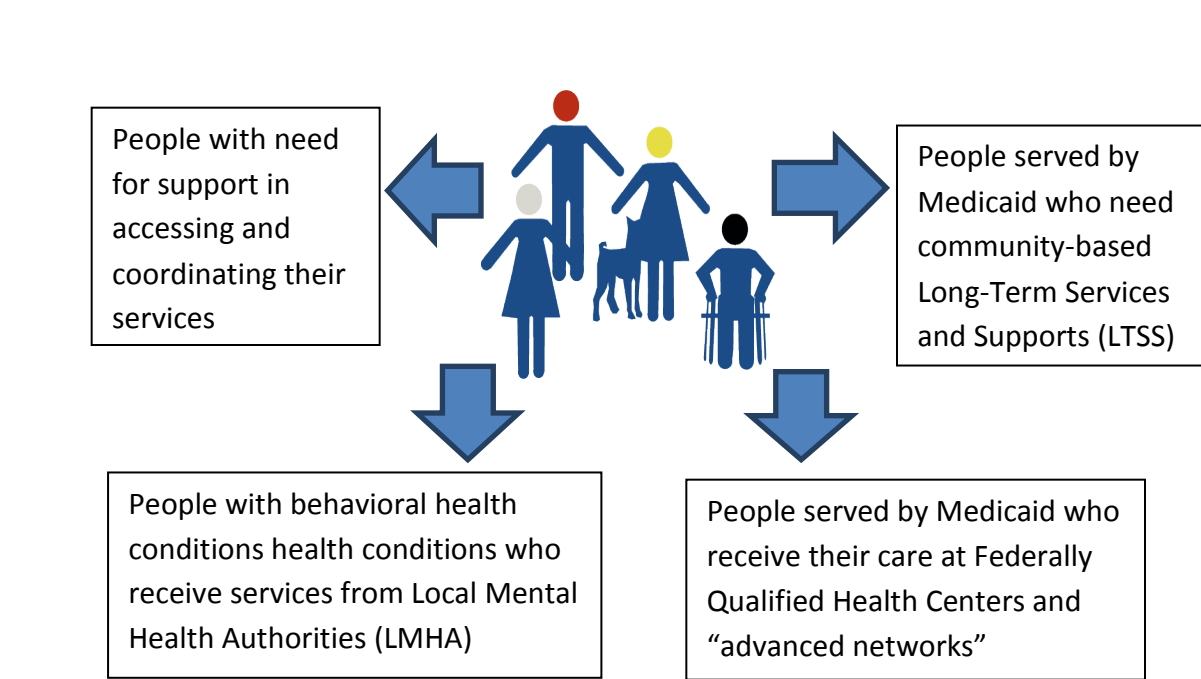 People with need
for support in
accessing and
coordinating their
services
People served by
Medicaid who need
community-based
Long-Term Services
and Supports (LTSS)
People with behavioral health
conditions health conditions who
receive services from Local Mental
Health Authorities (LMHA)
People served by Medicaid who
receive their care at Federally
Qualified Health Centers and
“advanced networks”